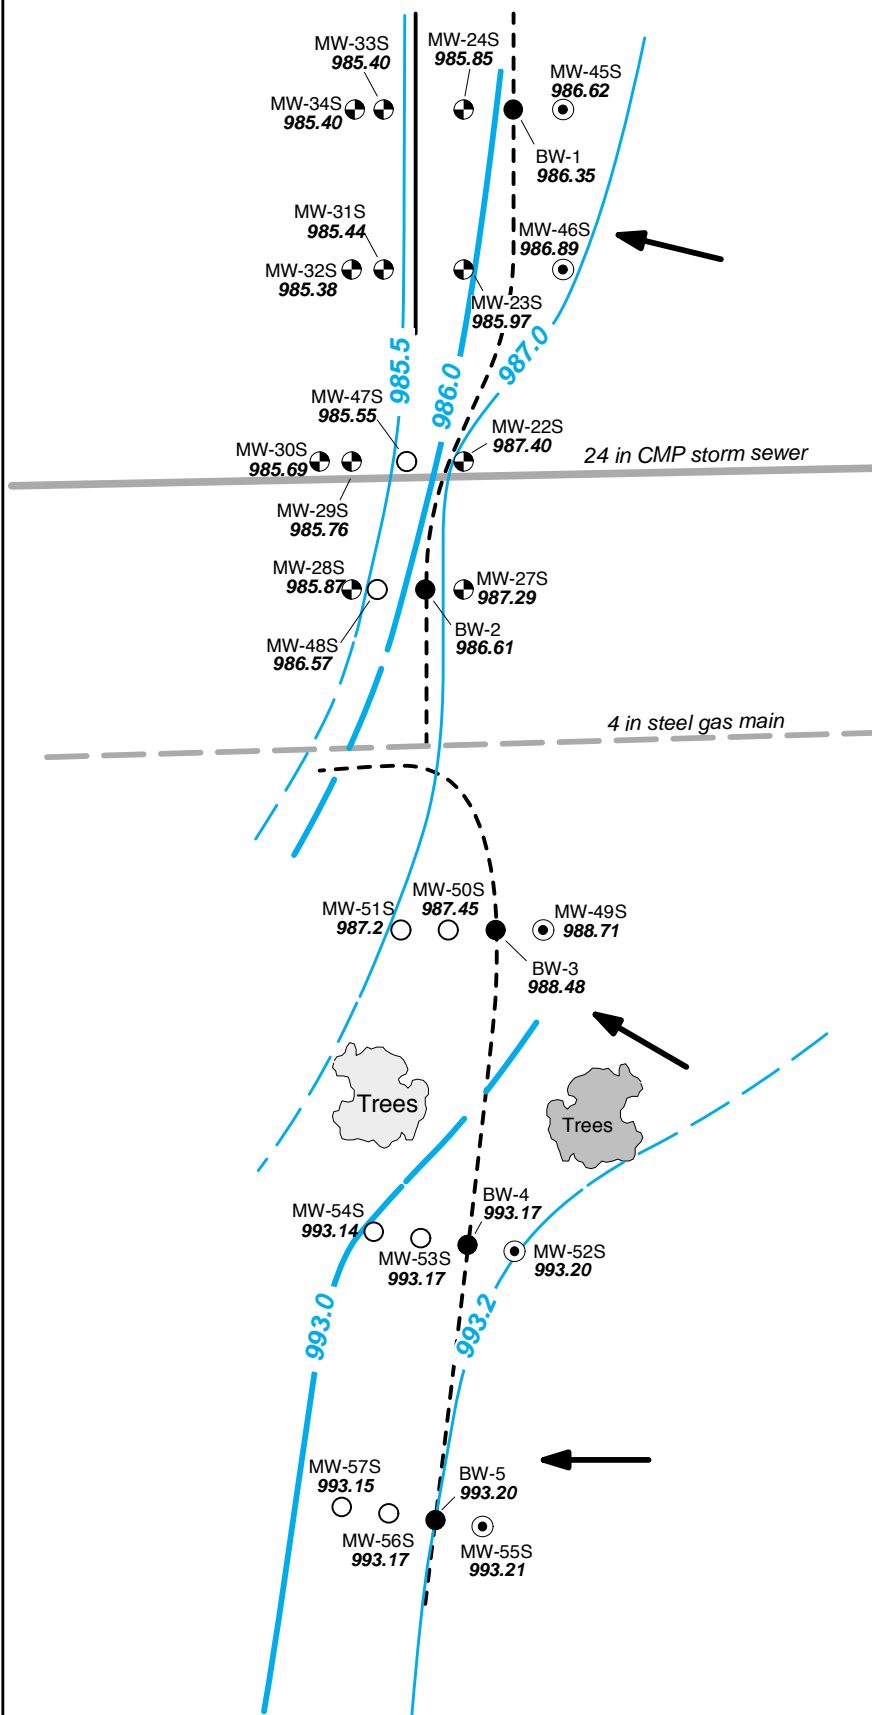 MW-33S
985.40
MW-24S
985.85
MW-45S
986.62
MW-34S
985.40
BW-1
986.35
MW-31S
985.44
MW-46S
986.89
MW-32S
985.38
MW-23S
985.97
985.5
986.0
987.0
MW-47S
985.55
MW-22S
987.40
MW-30S
985.69
24 in CMP storm sewer
MW-29S
985.76
MW-28S
985.87
MW-27S
987.29
BW-2
986.61
MW-48S
986.57
4 in steel gas main
MW-51S
987.2
MW-50S
987.45
MW-49S
988.71
BW-3
988.48
Trees
Trees
MW-54S
993.14
BW-4
993.17
MW-53S
993.17
MW-52S
993.20
993.0
993.2
MW-57S
993.15
BW-5
993.20
MW-56S
993.17
MW-55S
993.21